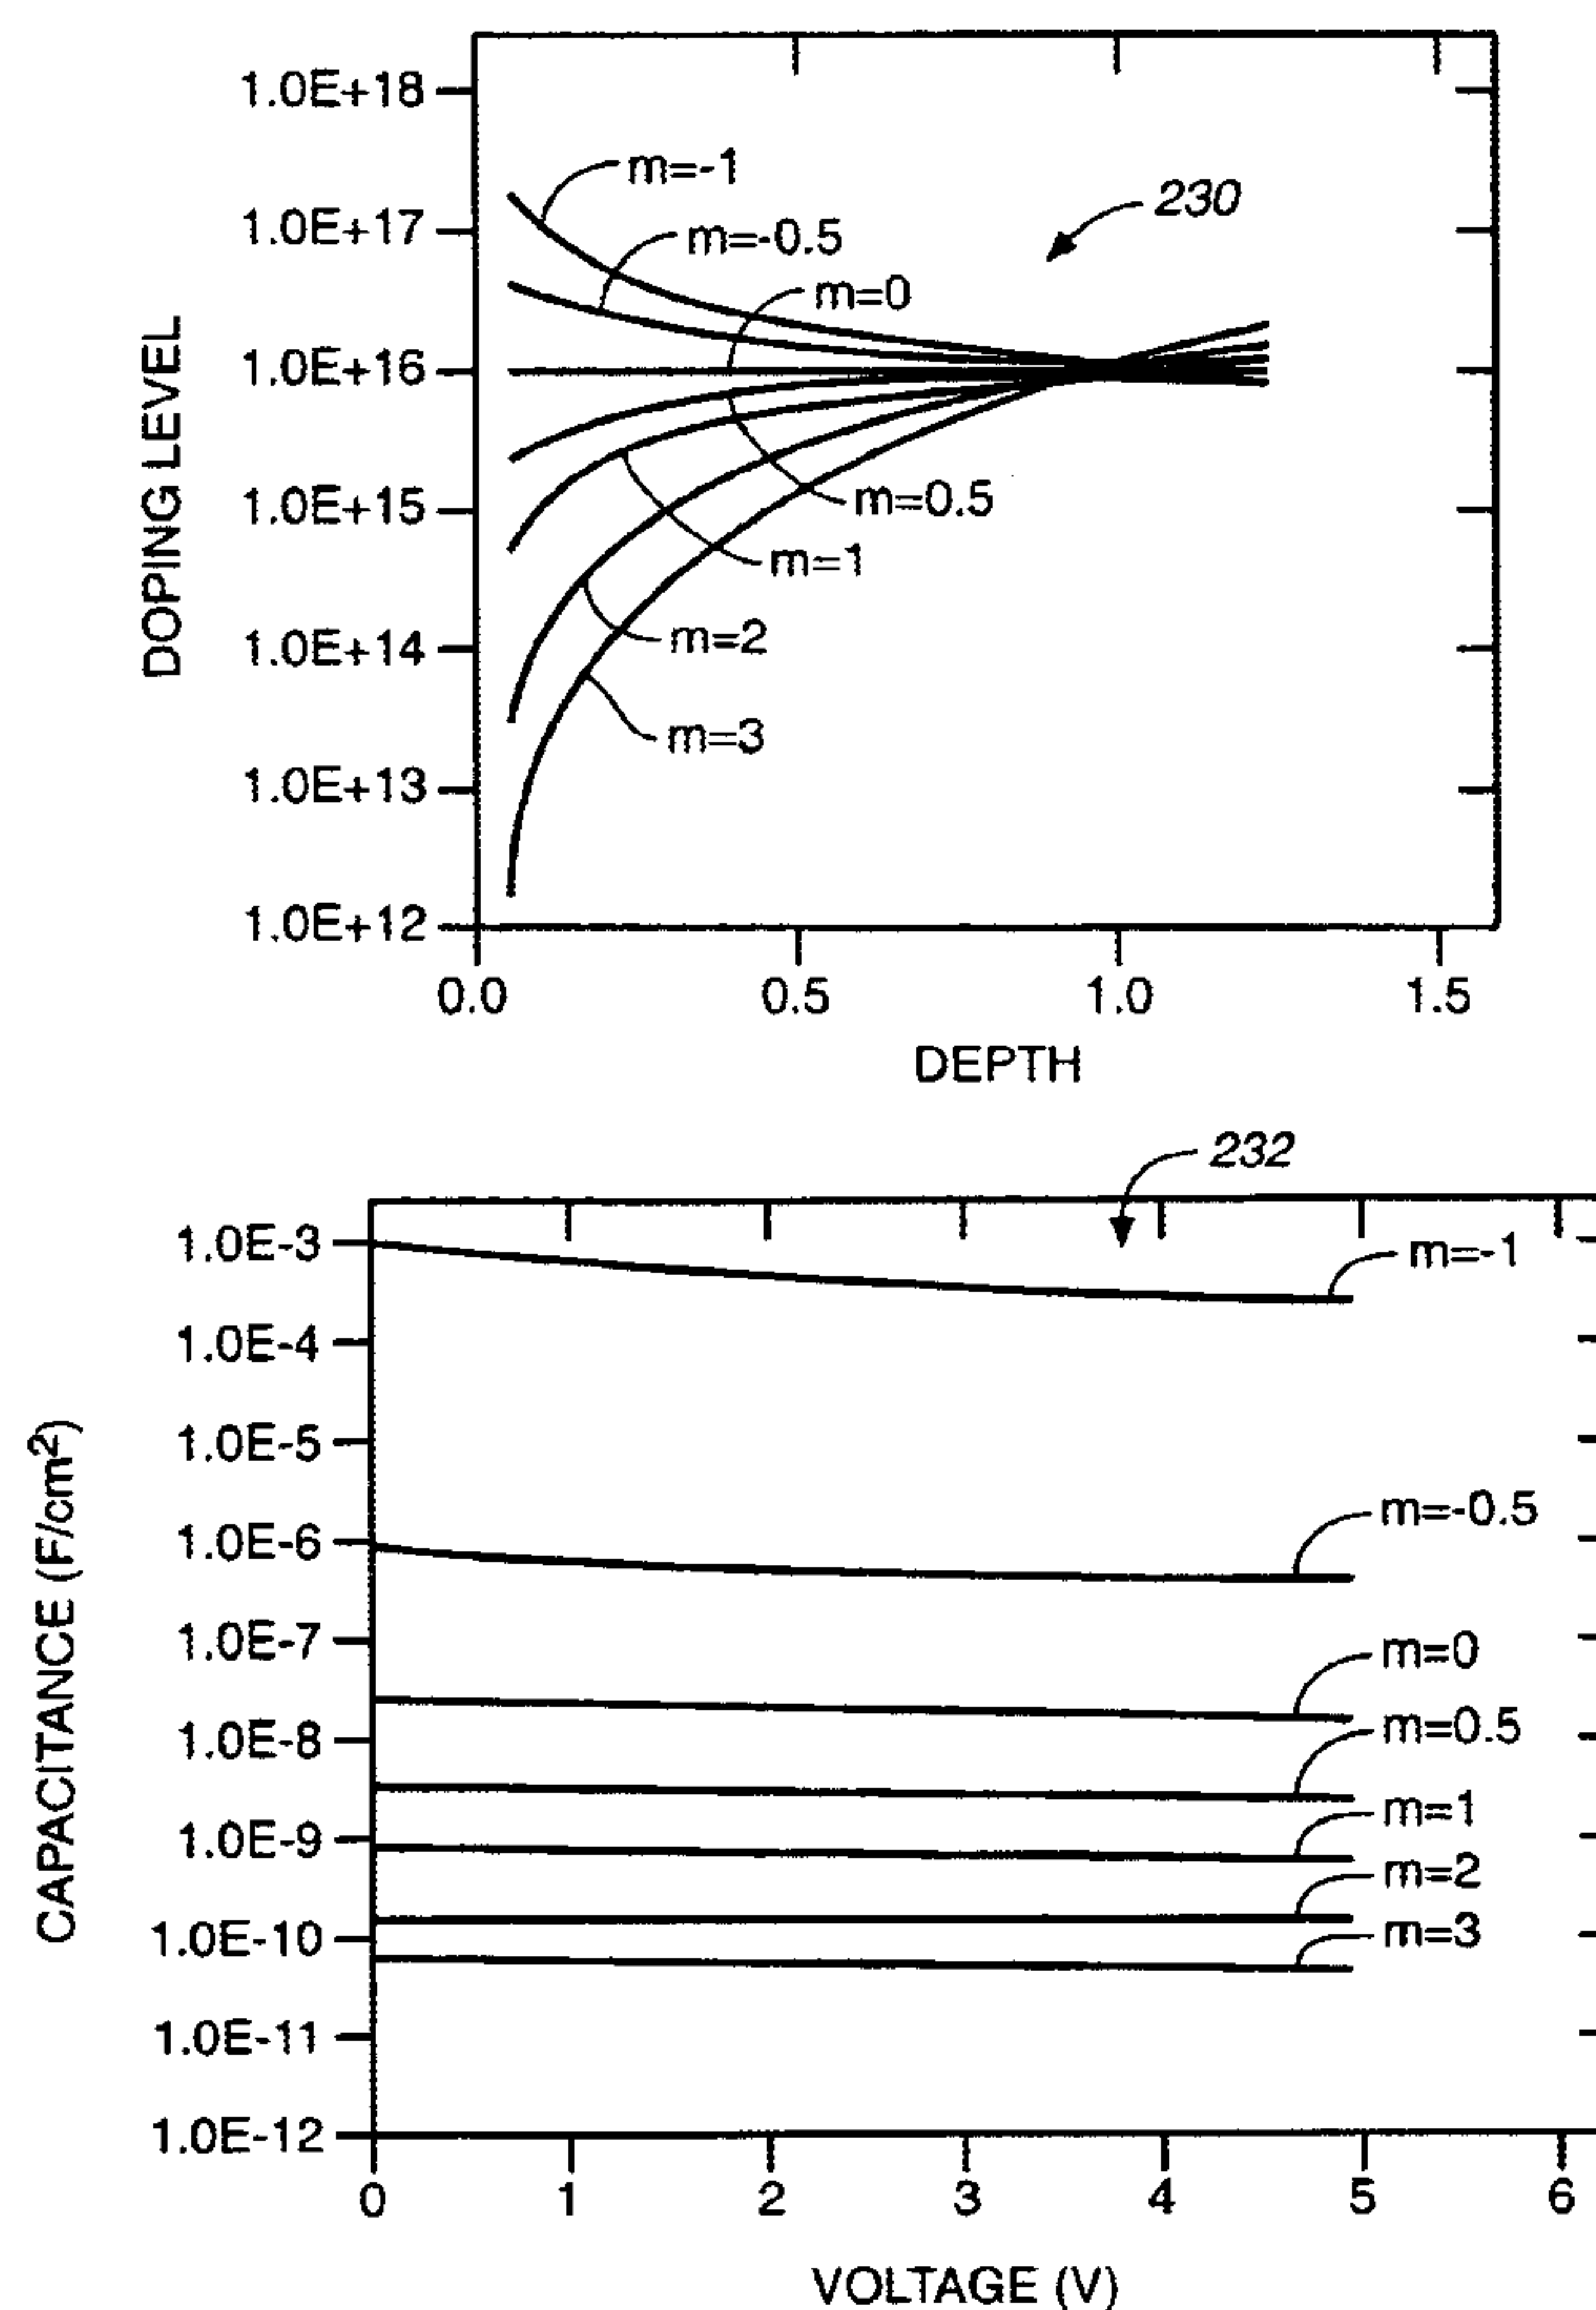 1.0E+18
m=-1
230
1.0E+17
m=-0.5
m=0
1.0E+16
DOPING LEVEL
1.0E+15
m=0.5
m=1
1.0E+14
m=2
m=3
1.0E+13
1.0E+12
0.0
0.5
1.0
1.5
DEPTH
232
1.0E-3
m=-1
1.0E-4
1.0E-5
CAPACITANCE (F/cm²)
m=-0.5
1.0E-6
1.0E-7
m=0
1.0E-8
m=0.5
m=1
1.0E-9
m=2
1.0E-10
m=3
1.0E-11
1.0E-12
0
1
2
3
4
5
6
VOLTAGE (V)